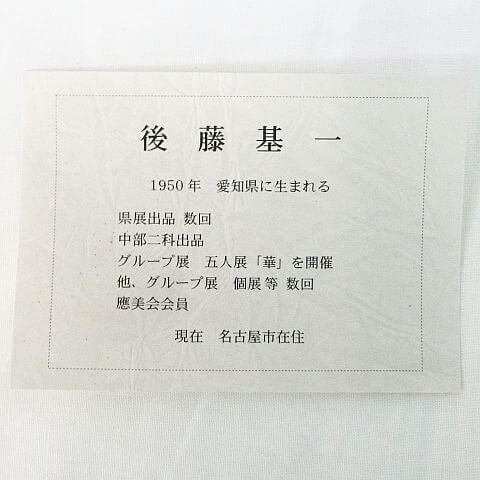 後藤基一
1950年　愛知県に生まれる
県展出品 数回
中部二科出品
グループ展　五人展「華」を開催
他、グループ展　個展等 数回
應美会会員
現在　名古屋市在住